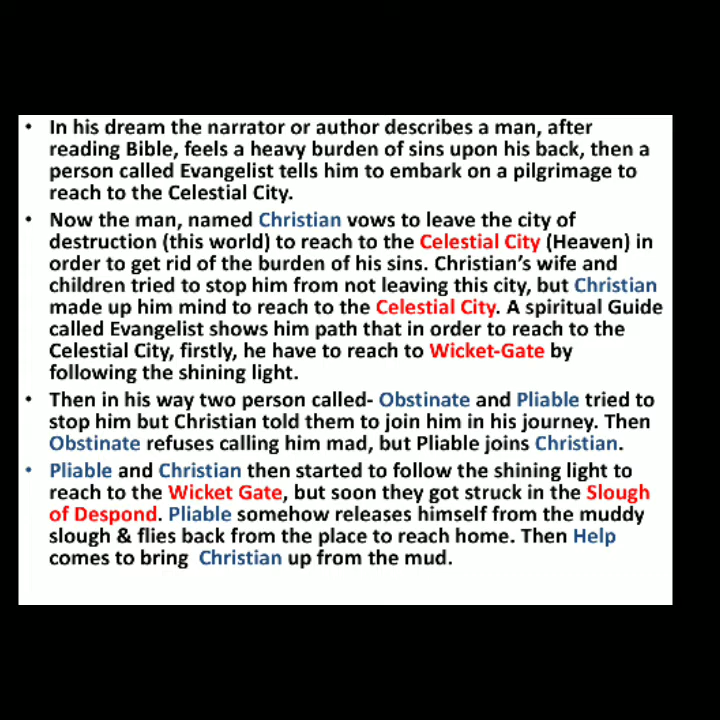 • In his dream the narrator or author describes a man, after
reading Bible, feels a heavy burden of sins upon his back, then a
person called Evangelist tells him to embark on a pilgrimage to
reach to the Celestial City.
• Now the man, named Christian vows to leave the city of
destruction (this world) to reach to the Celestial City (Heaven) in
order to get rid of the burden of his sins. Christian's wife and
children tried to stop him from not leaving this city, but Christian
made up him mind to reach to the Celestial City. A spiritual Guide
called Evangelist shows him path that in order to reach to the
Celestial City, firstly, he have to reach to Wicket-Gate by
following the shining light.
• Then in his way two person called- Obstinate and Pliable tried to
stop him but Christian told them to join him in his journey. Then
Obstinate refuses calling him mad, but Pliable joins Christian.
• Pliable and Christian then started to follow the shining light to
reach to the Wicket Gate, but soon they got struck in the Slough
of Despond. Pliable somehow releases himself from the muddy
slough & flies back from the place to reach home. Then Help
comes to bring Christian up from the mud.